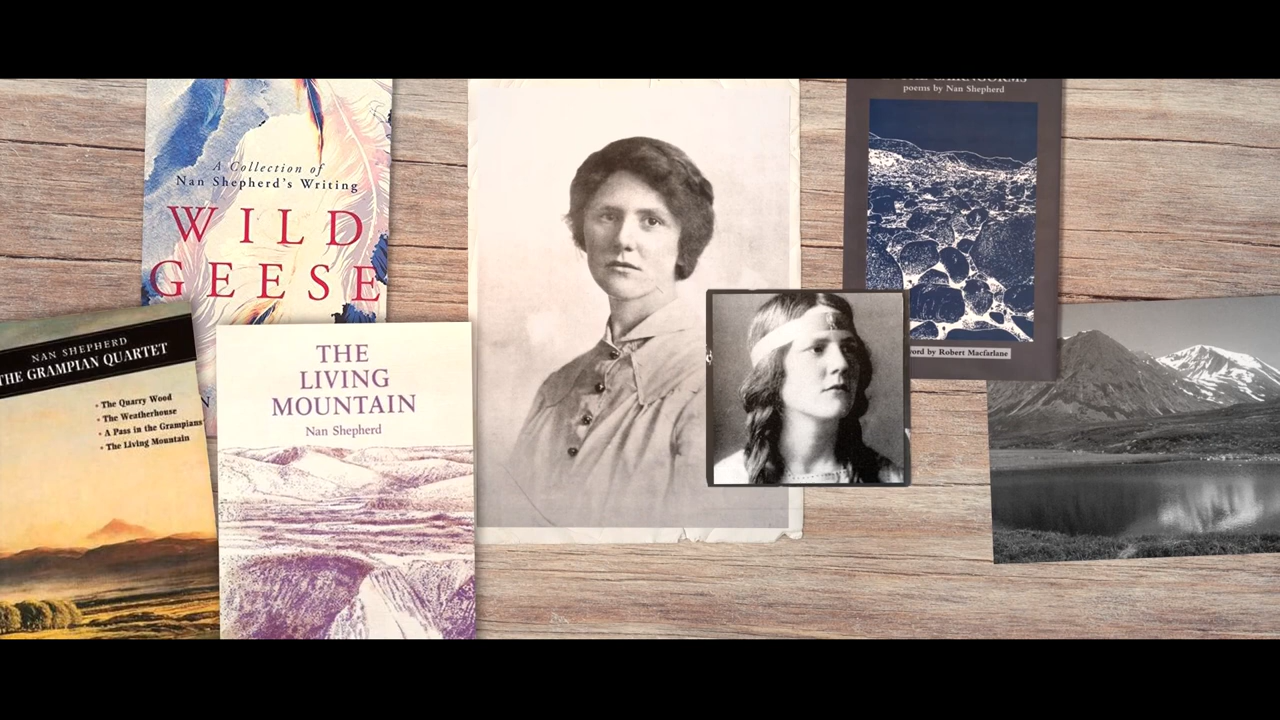 A Collection of
Nan Shepherd's Writing
WILD
GEESE
NAN SHEPHERD
THE GRAMPIAN QUARTET
• The Quarry Wood
• The Weatherhouse
• A Pass in the Grampians
• The Living Mountain
THE
LIVING
MOUNTAIN
Nan Shepherd
CAIRNGORMS
poems by Nan Shepherd
by Robert Macfarlane